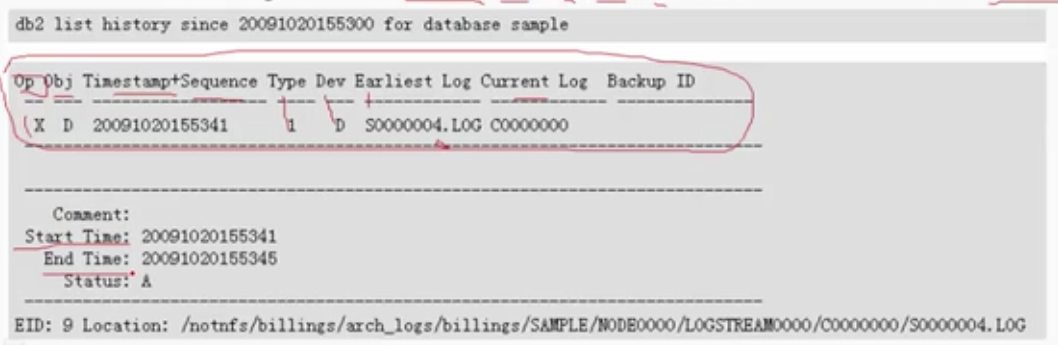 db2 list history since 20091020155300 for database sample
Op Obj Timestamp+Sequence Type Dev Earliest Log Current Log Backup ID
-- --- ------------------ ---- --- ------------ ------------ --------------
X D 20091020155341 1 D S0000004.LOG C0000000
----------------------------------------------------------------------------
----------------------------------------------------------------------------
Comment:
Start Time: 20091020155341
End Time: 20091020155345
Status: A
----------------------------------------------------------------------------
EID: 9 Location: /notnfs/billings/arch_logs/billings/SAMPLE/NODE0000/LOGSTREAM0000/C0000000/S0000004.LOG